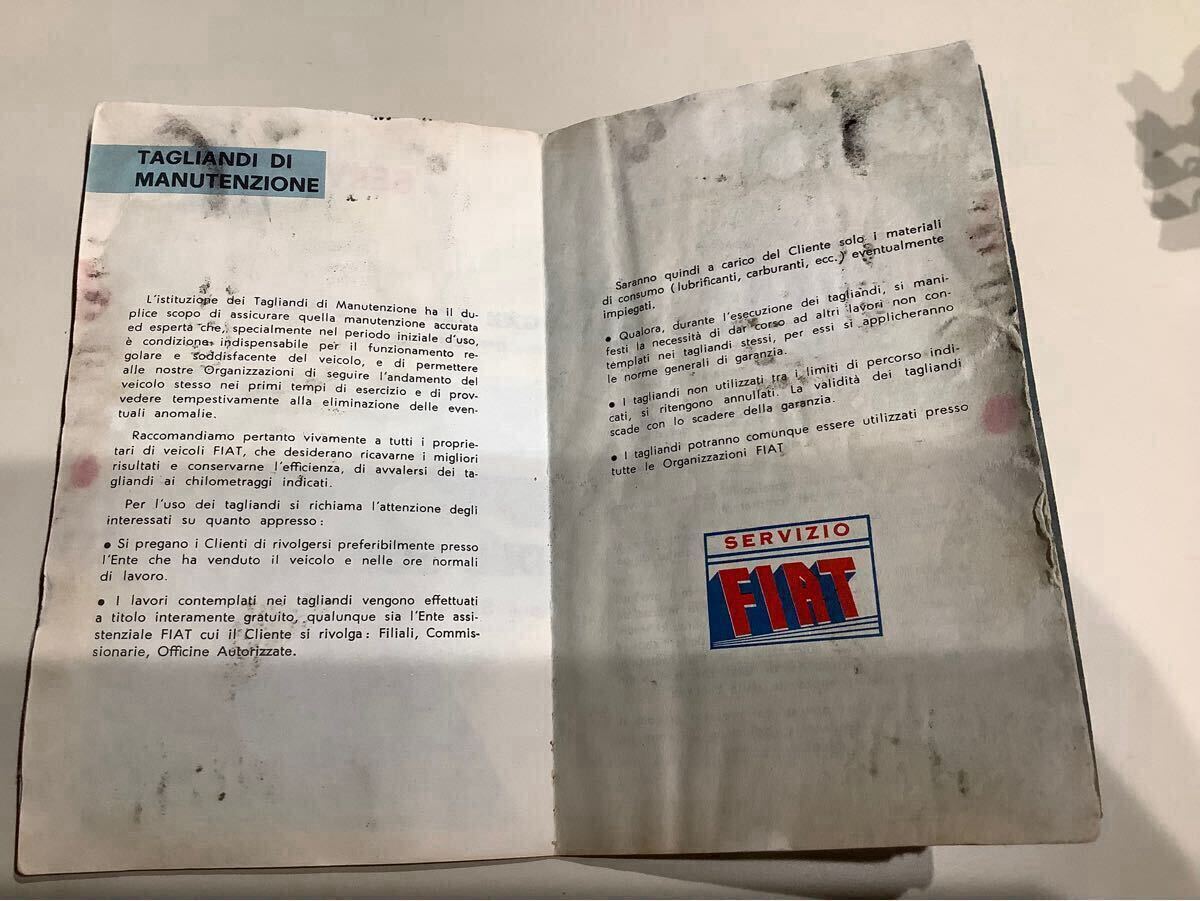 TAGLIANDI DI
MANUTENZIONE
L'istituzione dei Tagliandi di Manutenzione ha il du-
plice scopo di assicurare quella manutenzione accurata
ed esperta che, specialmente nel periodo iniziale d'uso,
è condizione indispensabile per il funzionamento re-
golare e soddisfacente del veicolo, e di permettere
alle nostre Organizzazioni di seguire l'andamento del
veicolo stesso nei primi tempi di esercizio e di prov-
vedere tempestivamente alla eliminazione delle even-
tuali anomalie.
Raccomandiamo pertanto vivamente a tutti i proprie-
tari di veicoli FIAT, che desiderano ricavarne i migliori
risultati e conservarne l'efficienza, di avvalersi dei ta-
gliandi ai chilometraggi indicati.
Per l'uso dei tagliandi si richiama l'attenzione degli
interessati su quanto appresso:
● Si pregano i Clienti di rivolgersi preferibilmente presso
l'Ente che ha venduto il veicolo e nelle ore normali
di lavoro.
● I lavori contemplati nei tagliandi vengono effettuati
a titolo interamente gratuito, qualunque sia l'Ente assi-
stenziale FIAT cui il Cliente si rivolga: Filiali, Commis-
sionarie, Officine Autorizzate.
Saranno quindi a carico del Cliente solo i materiali
di consumo (lubrificanti, carburanti, ecc.) eventualmente
impiegati.
● Qualora, durante l'esecuzione dei tagliandi, si mani-
festi la necessità di dar corso ad altri lavori non con-
templati nei tagliandi stessi, per essi si applicheranno
le norme generali di garanzia.
● I tagliandi non utilizzati tra i limiti di percorso indi-
cati, si ritengono annullati. La validità dei tagliandi
scade con lo scadere della garanzia.
● I tagliandi potranno comunque essere utilizzati presso
tutte le Organizzazioni FIAT
SERVIZIO
FIAT